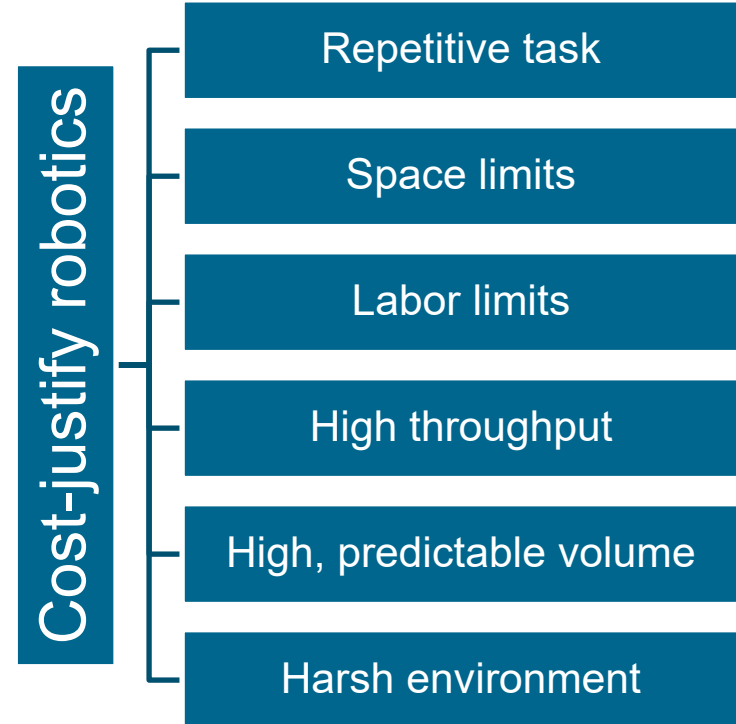 Cost-justify robotics
Repetitive task
Space limits
Labor limits
High throughput
High, predictable volume
Harsh environment